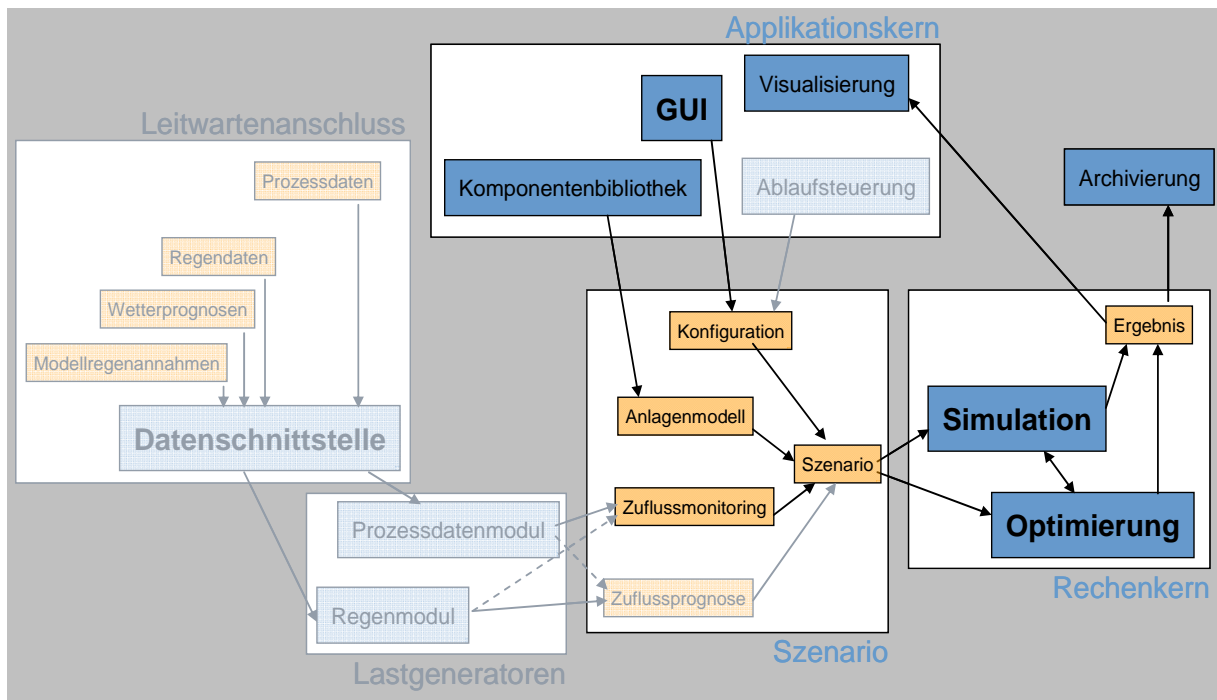 Applikationskern
Visualisierung
GUI
Leitwartenanschluss
Prozessdaten
Komponentenbibliothek
Ablaufsteuerung
Archivierung
Regendaten
Wetterprognosen
Modellregenannahmen
Datenschnittstelle
Konfiguration
Ergebnis
Anlagenmodell
Simulation
Szenario
Zuflussmonitoring
Optimierung
Prozessdatenmodul
Zuflussprognose
Regenmodul
Rechenkern
Szenario
Lastgeneratoren